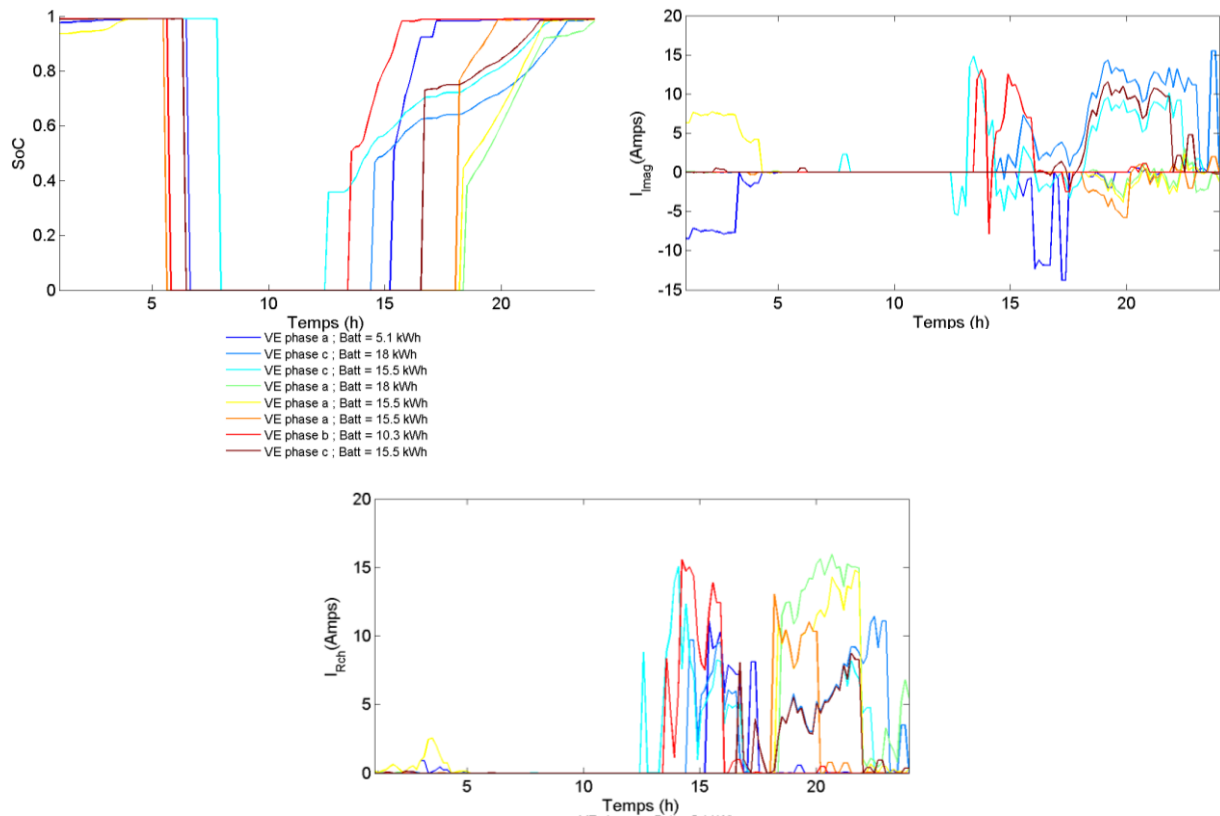 1
0.8
0.6
0.4
0.2
0
SoC
5 10 15 20
Temps (h)
VE phase a ; Batt = 5.1 kWh
VE phase c ; Batt = 18 kWh
VE phase c ; Batt = 15.5 kWh
VE phase a ; Batt = 18 kWh
VE phase a ; Batt = 15.5 kWh
VE phase a ; Batt = 15.5 kWh
VE phase b ; Batt = 10.3 kWh
VE phase c ; Batt = 15.5 kWh
20
15
10
5
0
-5
-10
-15
I_Imag(Amps)
5 10 15 20
Temps (h)
20
15
10
5
0
I_Rch(Amps)
5 10 15 20
Temps (h)